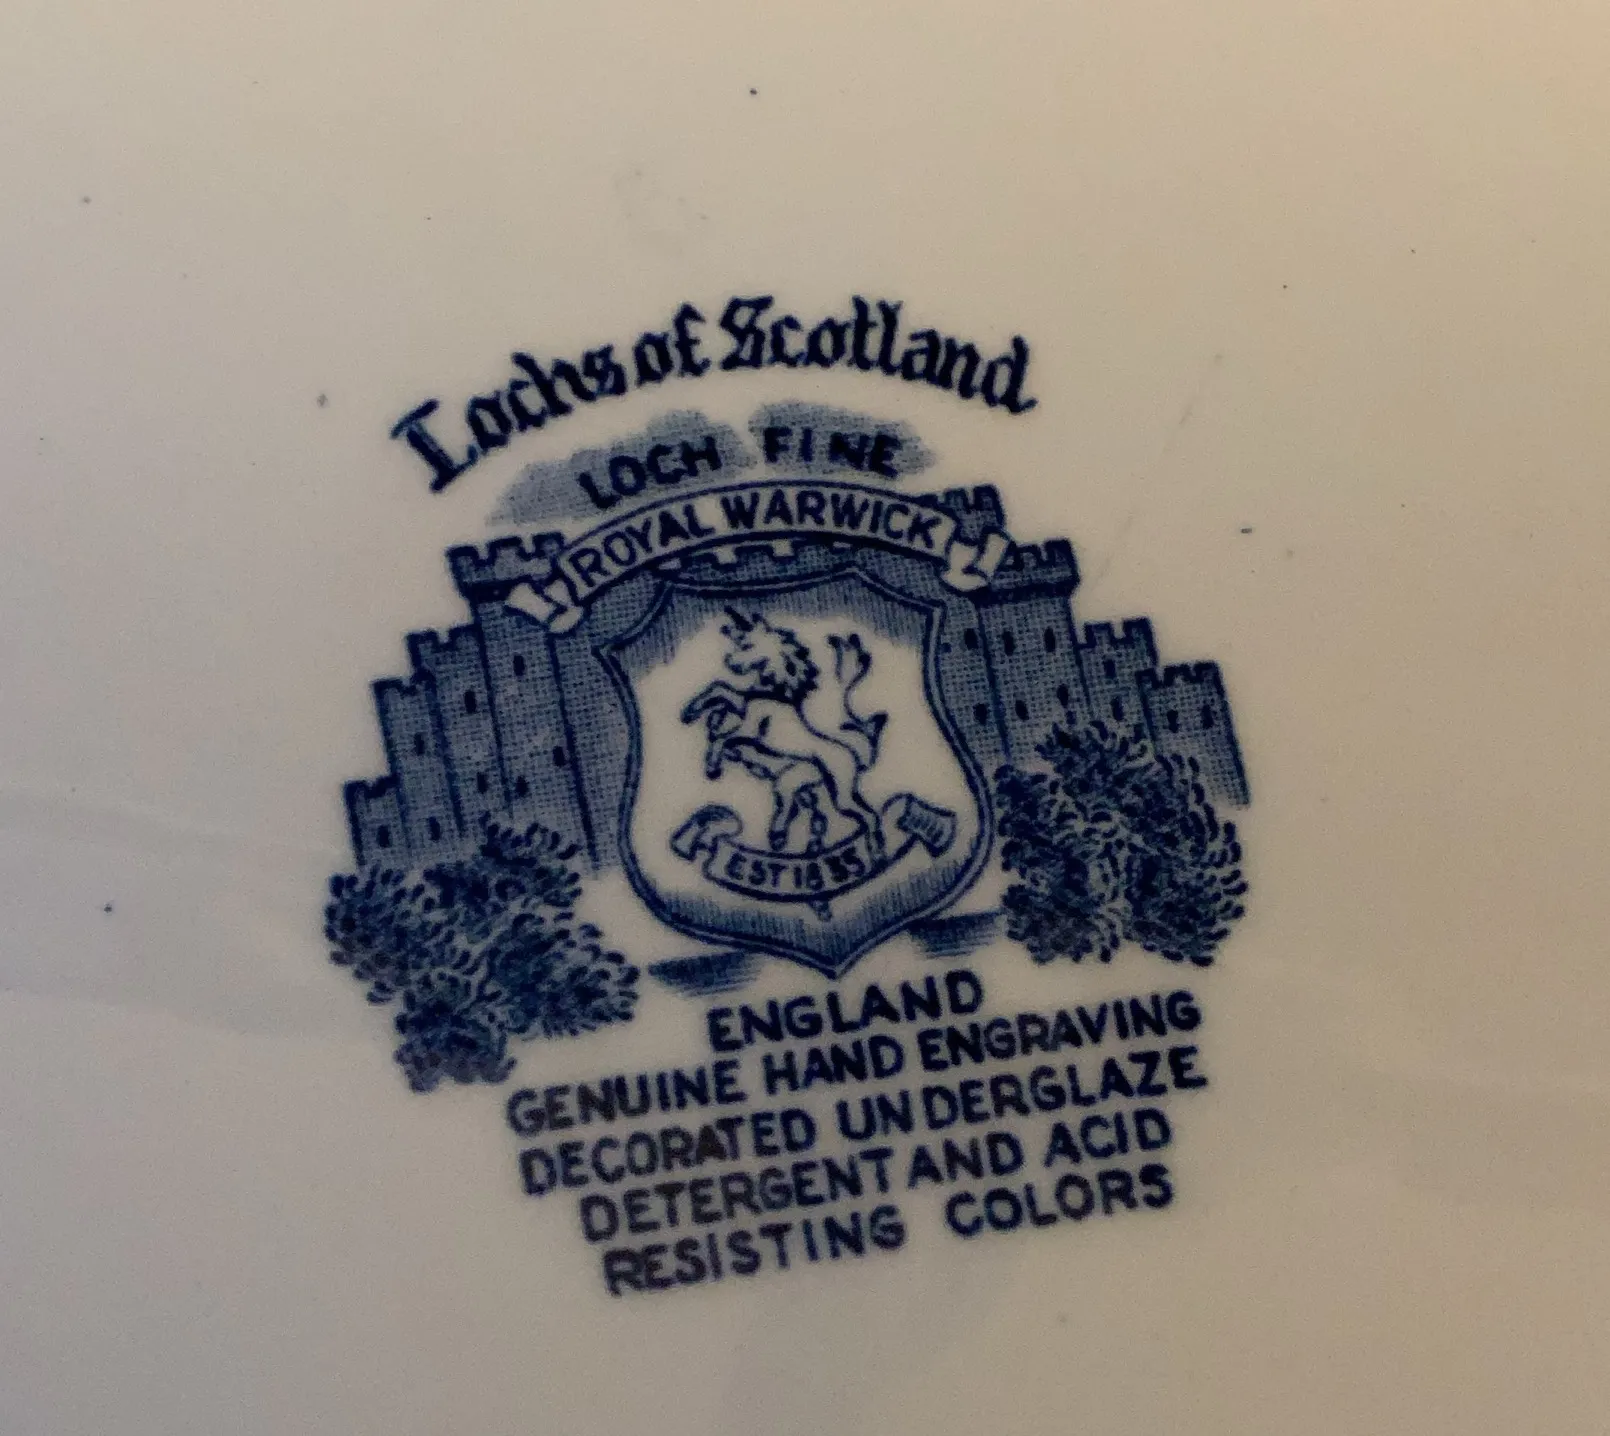 Lochs of Scotland
LOCH FINE
ROYAL WARWICK
EST 1835
ENGLAND
GENUINE HAND ENGRAVING
DECORATED UNDERGLAZE
DETERGENT AND ACID
RESISTING COLORS